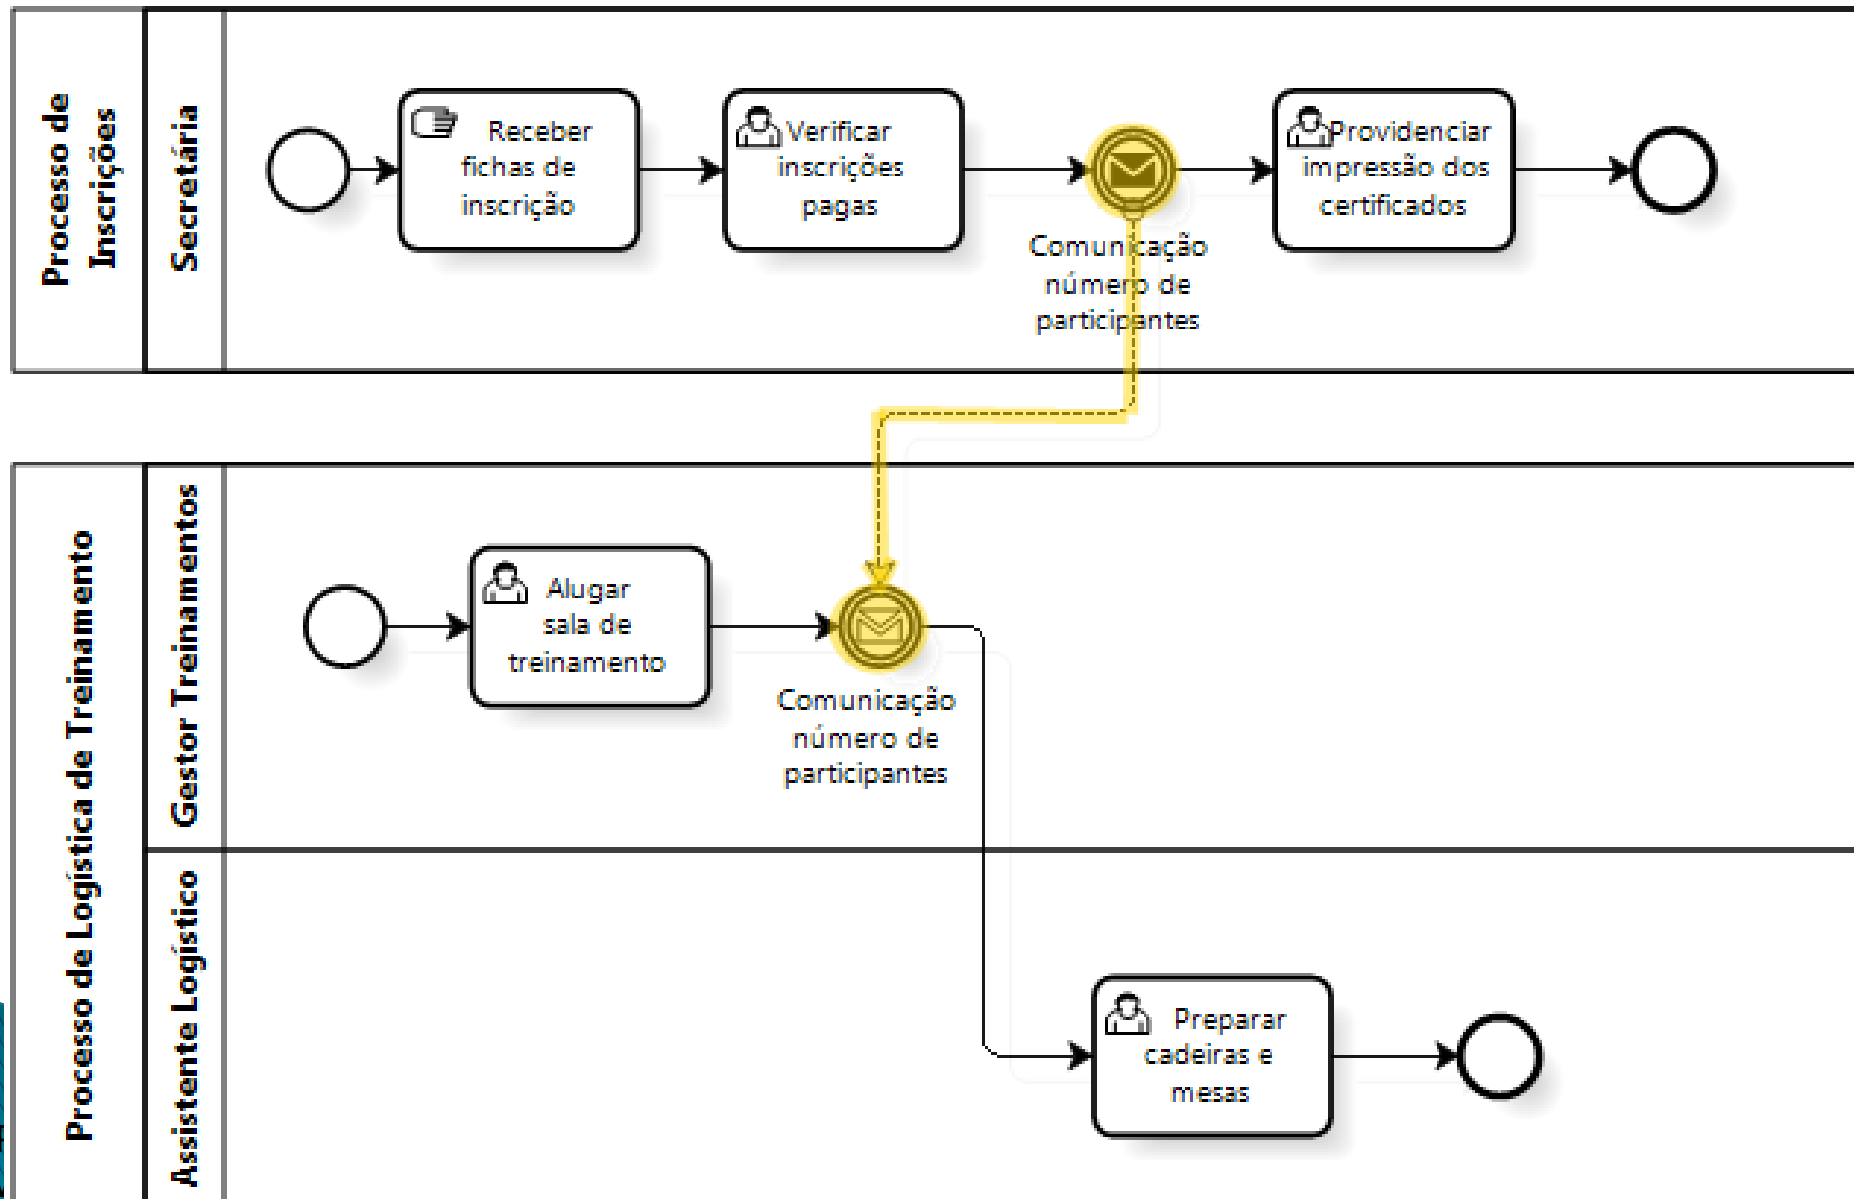 Processo de
Inscrições
Secretária
Receber
fichas de
inscrição
Verificar
inscrições
pagas
Comunicação
número de
participantes
Providenciar
impressão dos
certificados
Processo de Logística de Treinamento
Gestor Treinamentos
Alugar
sala de
treinamento
Comunicação
número de
participantes
Assistente Logístico
Preparar
cadeiras e
mesas